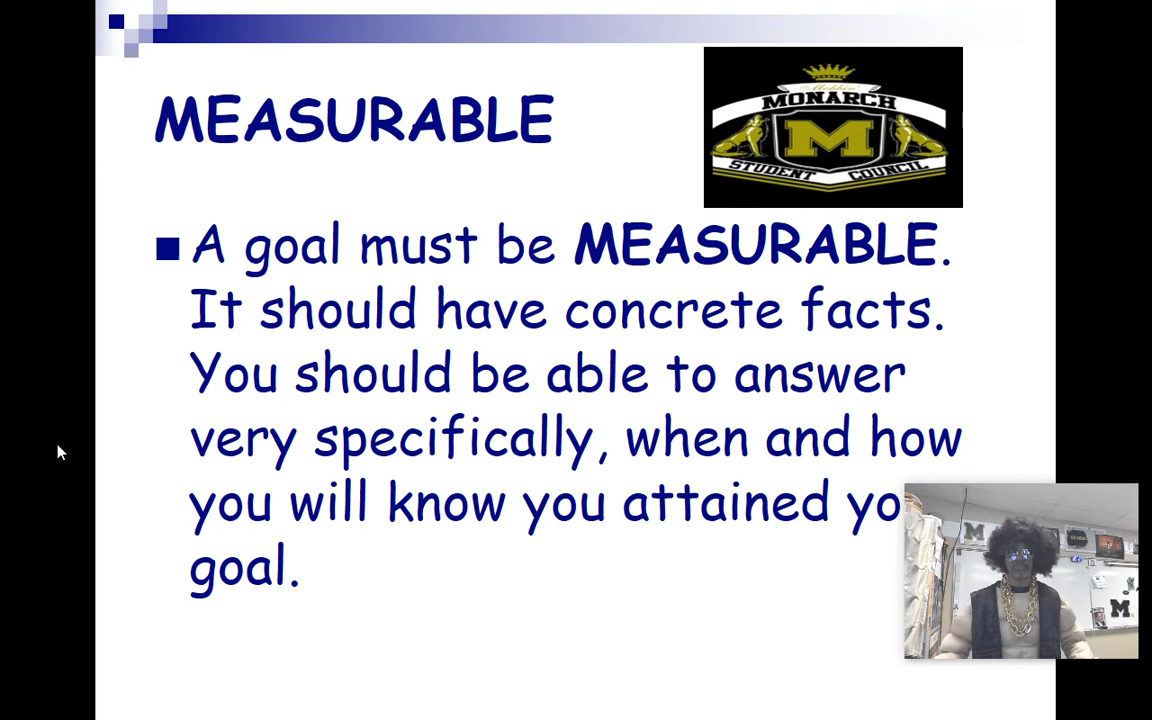 MEASURABLE
Mobbin'
MONARCH
M
STUDENT COUNCIL
A goal must be MEASURABLE.
It should have concrete facts.
You should be able to answer
very specifically, when and how
you will know you attained yo
goal.
M
M